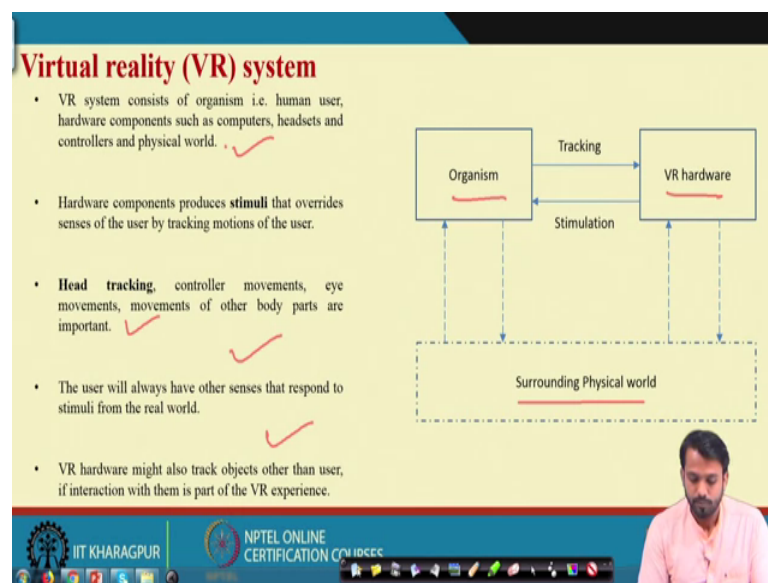 Virtual reality (VR) system
• VR system consists of organism i.e. human user,
hardware components such as computers, headsets and
controllers and physical world.
• Hardware components produces stimuli that overrides
senses of the user by tracking motions of the user.
• Head tracking, controller movements, eye
movements, movements of other body parts are
important.
• The user will always have other senses that respond to
stimuli from the real world.
• VR hardware might also track objects other than user,
if interaction with them is part of the VR experience.
Organism
Tracking
VR hardware
Stimulation
Surrounding Physical world
IIT KHARAGPUR
NPTEL ONLINE
CERTIFICATION COURSES